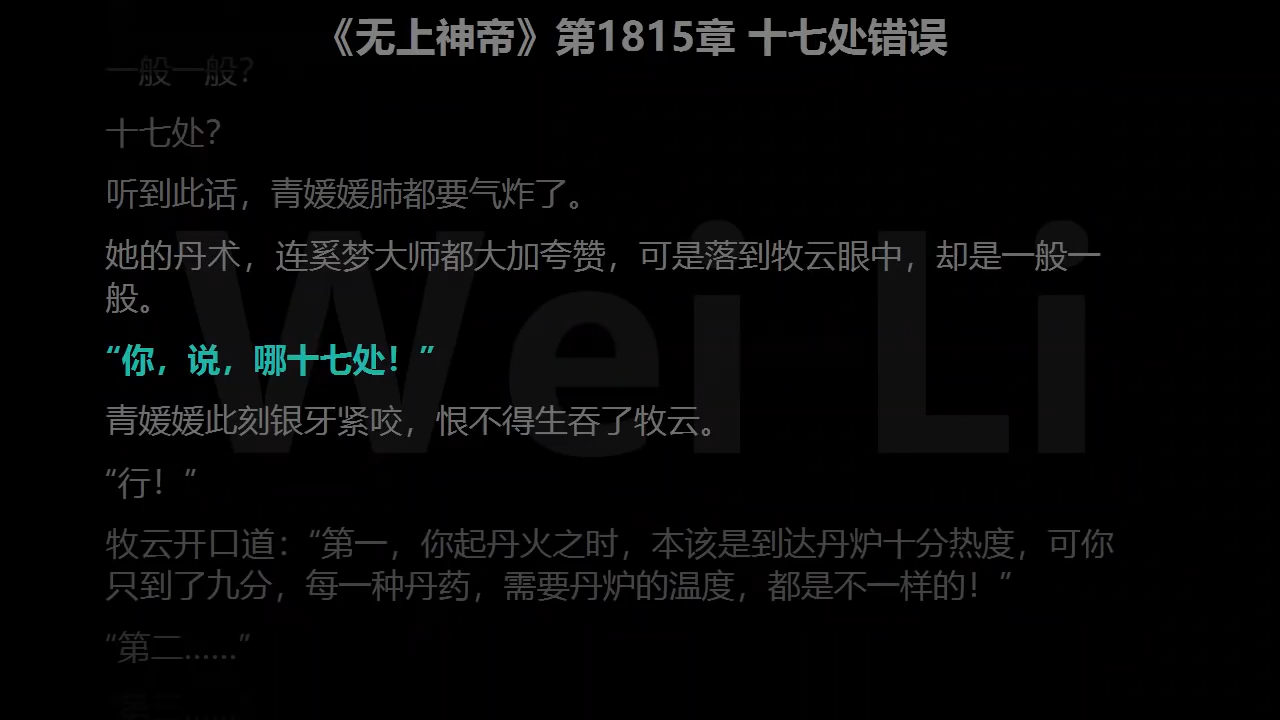 《无上神帝》第1815章 十七处错误
一般一般？
十七处？
听到此话，青媛媛肺都要气炸了。
她的丹术，连奚梦大师都大加夸赞，可是落到牧云眼中，却是一般一
般。
“你，说，哪十七处！”
青媛媛此刻银牙紧咬，恨不得生吞了牧云。
“行！”
牧云开口道：“第一，你起丹火之时，本该是到达丹炉十分热度，可你
只到了九分，每一种丹药，需要丹炉的温度，都是不一样的！”
“第二……”
Wei Li